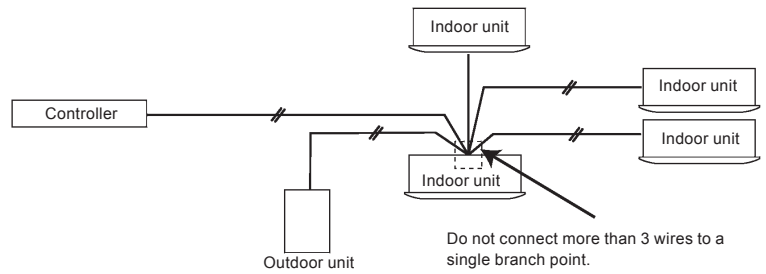 Indoor unit
Indoor unit
Controller
Indoor unit
Indoor unit
Do not connect more than 3 wires to a
single branch point.
Outdoor unit